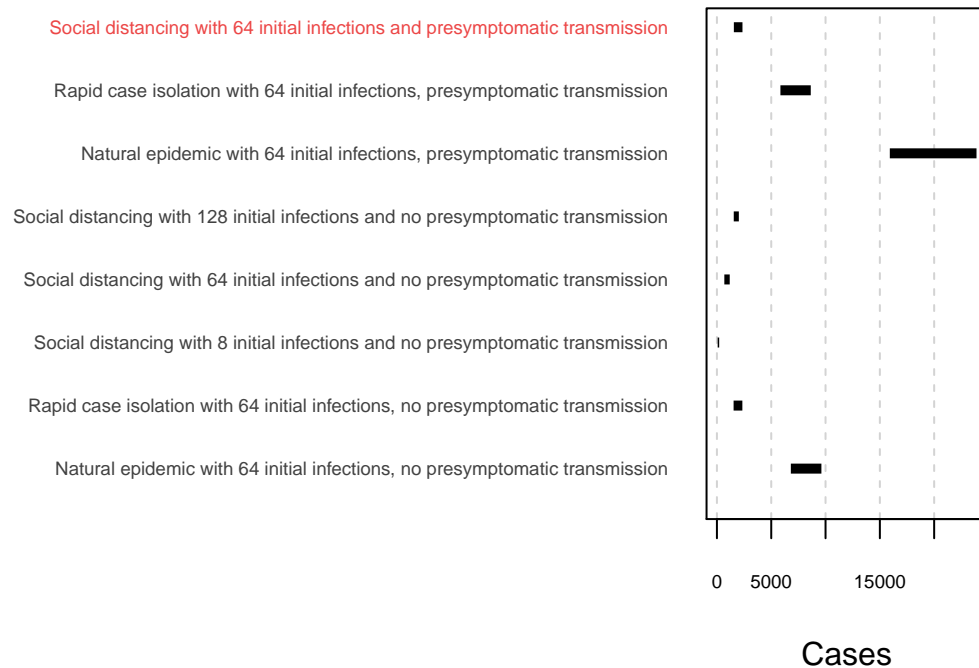 Social distancing with 64 initial infections and presymptomatic transmission
Rapid case isolation with 64 initial infections, presymptomatic transmission
Natural epidemic with 64 initial infections, presymptomatic transmission
Social distancing with 128 initial infections and no presymptomatic transmission
Social distancing with 64 initial infections and no presymptomatic transmission
Social distancing with 8 initial infections and no presymptomatic transmission
Rapid case isolation with 64 initial infections, no presymptomatic transmission
Natural epidemic with 64 initial infections, no presymptomatic transmission
0 5000 15000
Cases